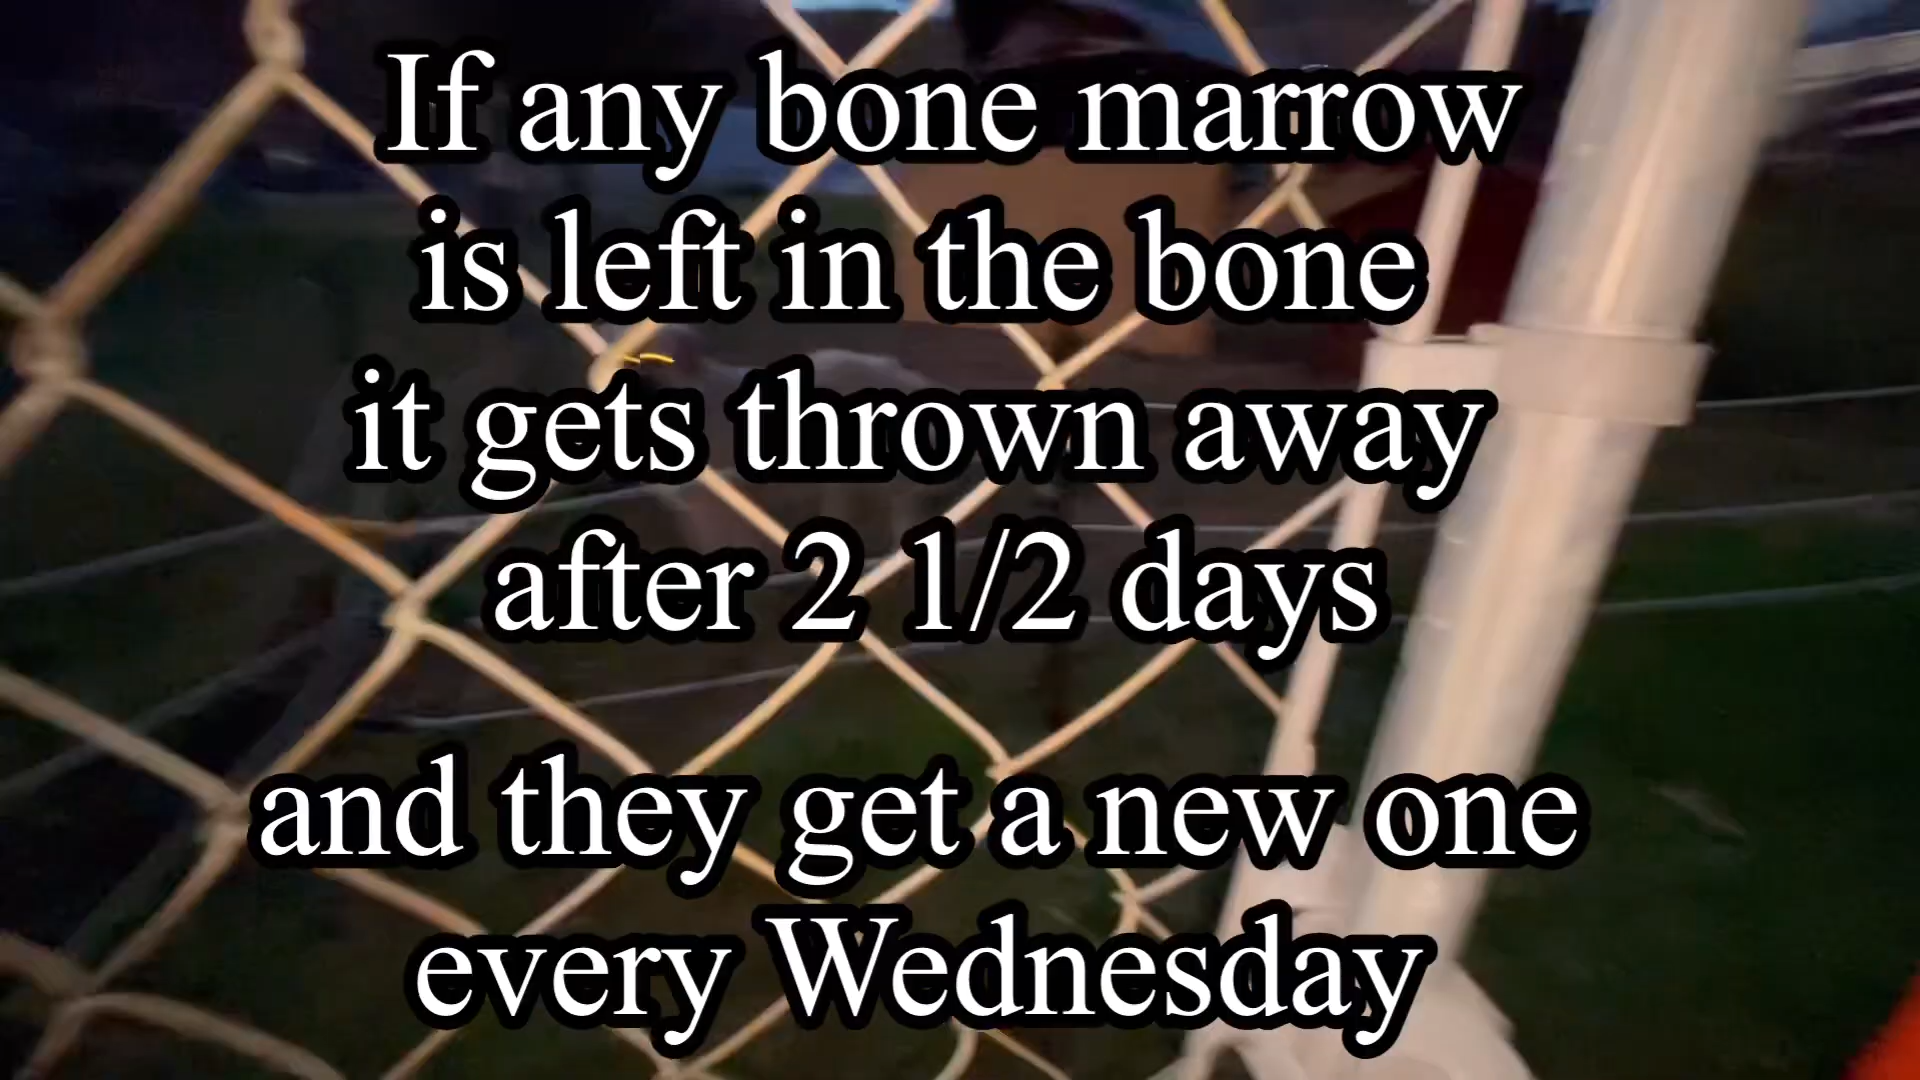 If any bone marrow
is left in the bone
it gets thrown away
after 2 1/2 days
and they get a new one
every Wednesday